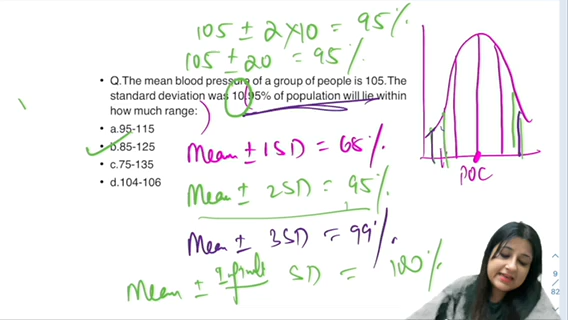 105 ± 2 × 10 = 95%
105 ± 20 = 95%
• Q.The mean blood pressure of a group of people is 105.The
standard deviation was 10.95% of population will lie within
how much range:
• a.95-115
• b.85-125
• c.75-135
• d.104-106
Mean ± 1SD = 68%.
Mean ± 2SD = 95%.
Mean ± 3SD = 99%.
Mean ± SD = 100%.
POC
9
/
82